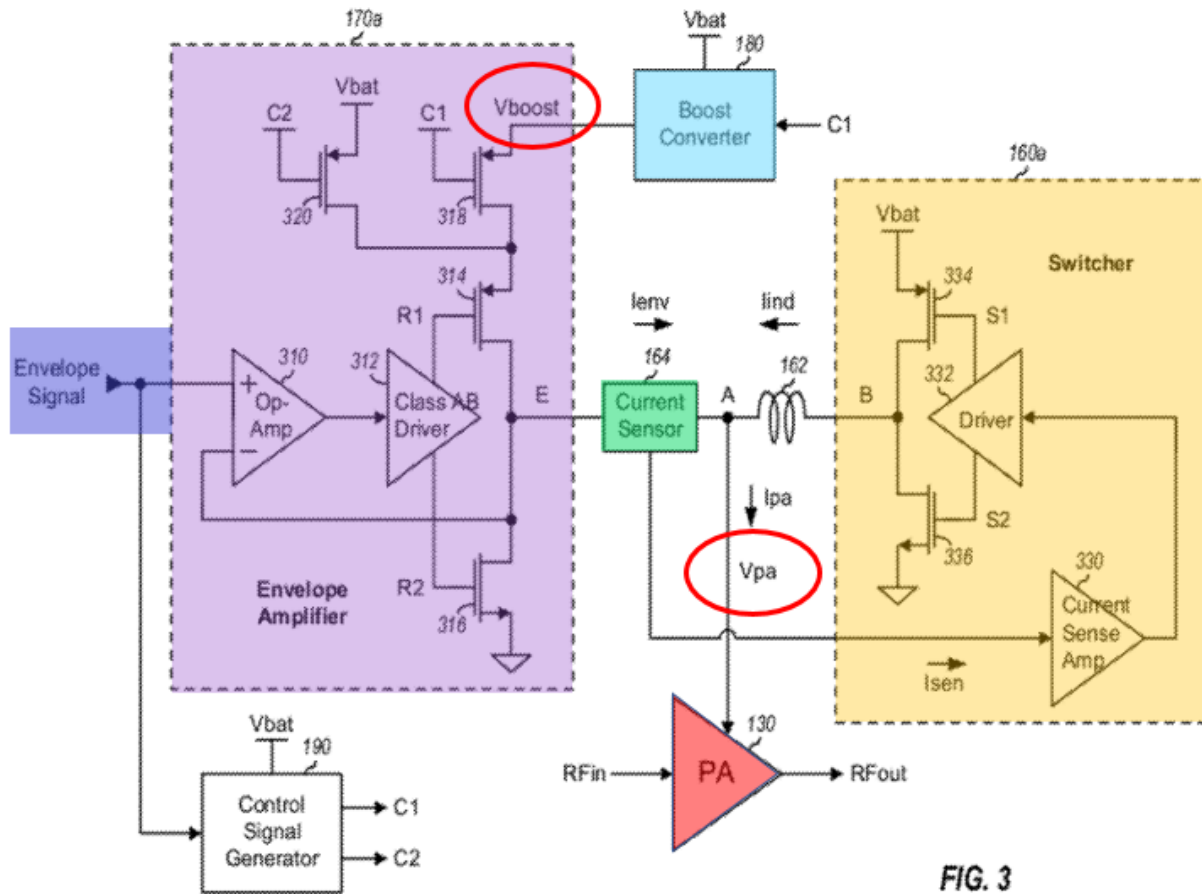 170a
Vbat
180
Vbat
C2
C1
Vboost
Boost
Converter
C1
320
318
160a
Vbat
Switcher
314
334
R1
Ienv
Iind
S1
Envelope
Signal
+
310
Op-
Amp
−
312
Class AB
Driver
E
164
Current
Sensor
A
162
B
332
Driver
Ipa
S2
336
Vpa
Envelope
Amplifier
R2
316
330
Current
Sense
Amp
Isen
Vbat
190
Control
Signal
Generator
C1
C2
RFin
PA
130
RFout
FIG. 3